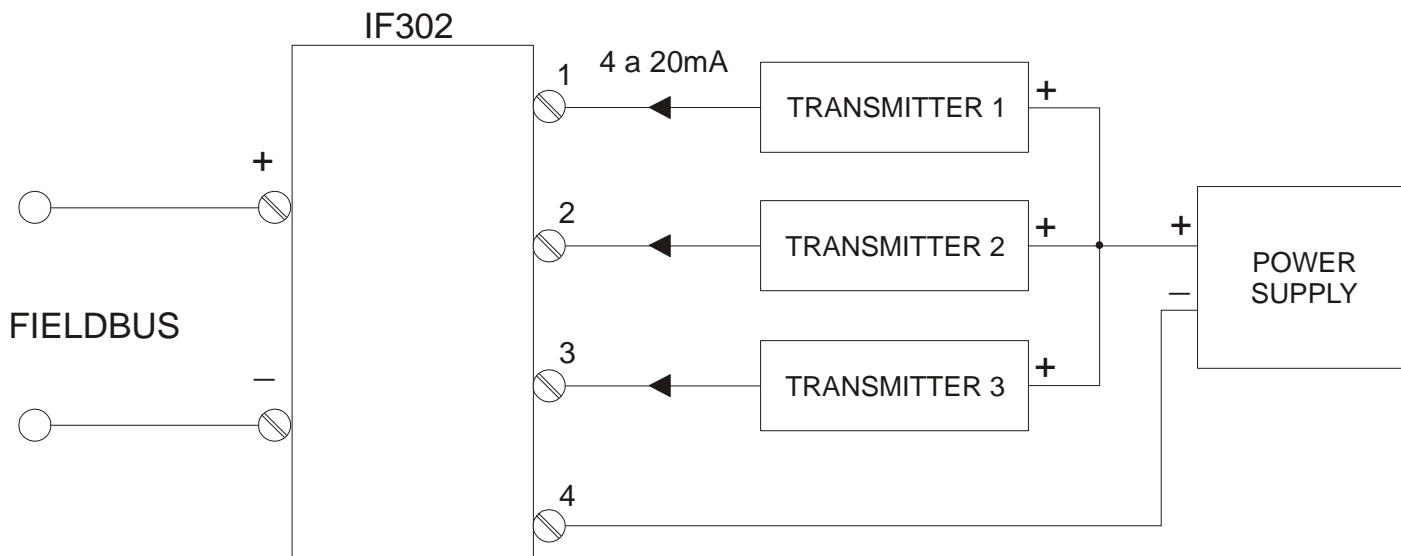 IF302
1
4 a 20mA
TRANSMITTER 1
+
+
2
TRANSMITTER 2
+
+
POWER
SUPPLY
–
FIELDBUS
–
3
TRANSMITTER 3
+
4